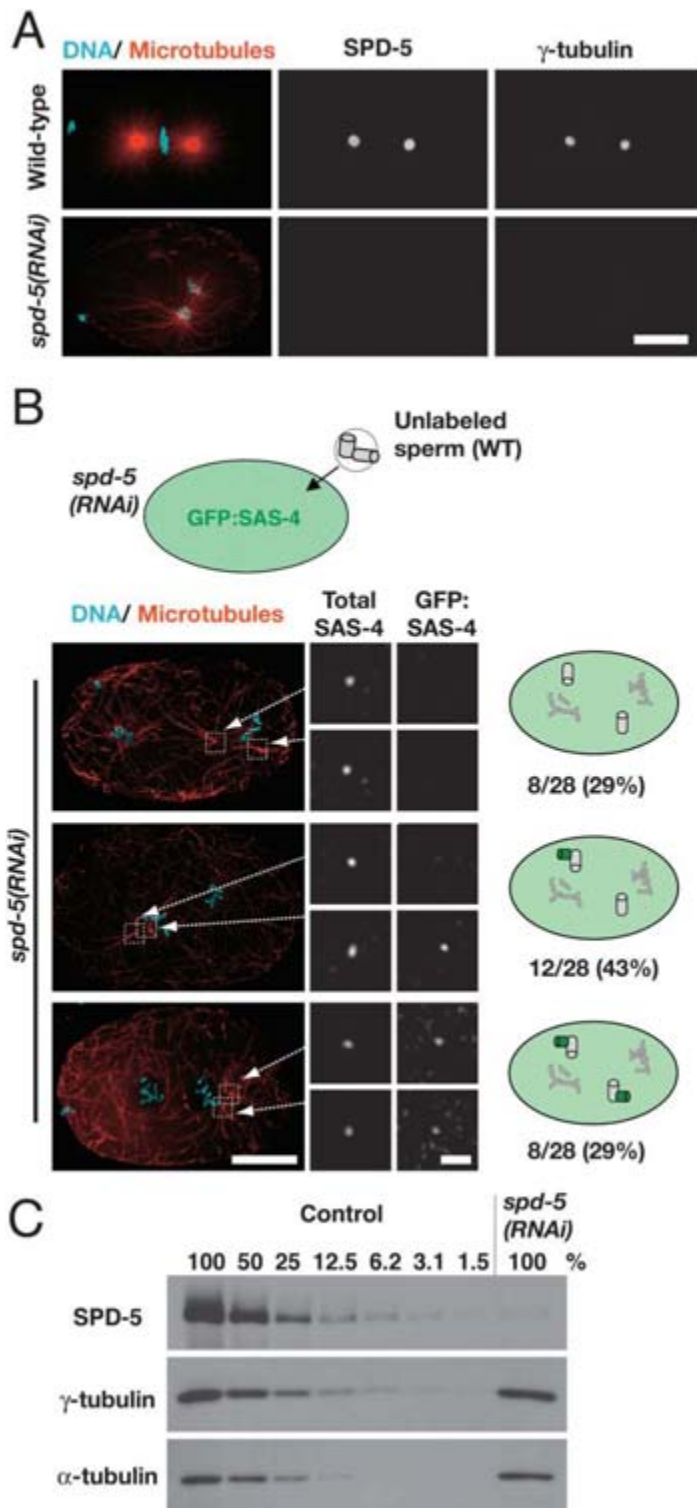 A
DNA/ Microtubules SPD-5 γ-tubulin
Wild-type
spd-5(RNAi)
B
Unlabeled
sperm (WT)
spd-5
(RNAi)
GFP:SAS-4
DNA/ Microtubules
Total
SAS-4
GFP:
SAS-4
spd-5(RNAi)
8/28 (29%)
12/28 (43%)
8/28 (29%)
C
Control
spd-5
(RNAi)
100 50 25 12.5 6.2 3.1 1.5 100 %
SPD-5
γ-tubulin
α-tubulin